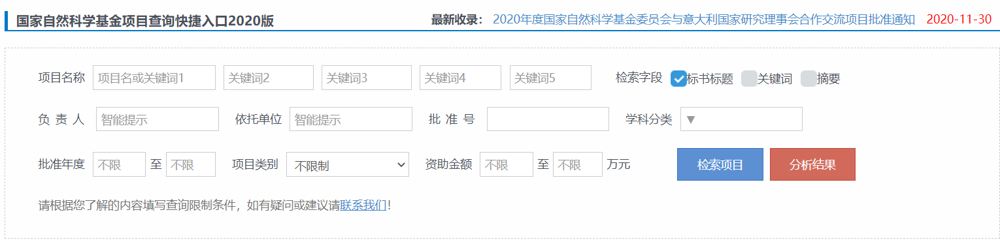 国家自然科学基金项目查询快捷入口2020版 最新收录： 2020年度国家自然科学基金委员会与意大利国家研究理事会合作交流项目批准通知 2020-11-30
项目名称 项目名或关键词1 关键词2 关键词3 关键词4 关键词5 检索字段 标书标题 关键词 摘要
负 责 人 智能提示 依托单位 智能提示 批 准 号 学科分类 ▼
批准年度 不限 至 不限 项目类别 不限制 资助金额 不限 至 不限 万元 检索项目 分析结果
请根据您了解的内容填写查询限制条件，如有疑问或建议请联系我们！